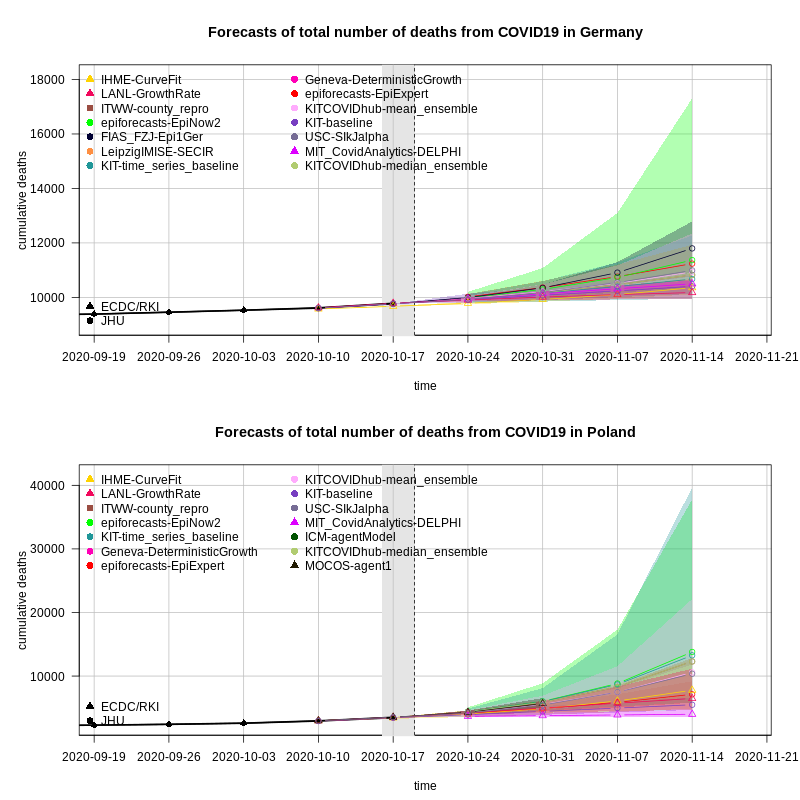 Forecasts of total number of deaths from COVID19 in Germany
cumulative deaths
18000
16000
14000
12000
10000
IHME-CurveFit
LANL-GrowthRate
ITWW-county_repro
epiforecasts-EpiNow2
FIAS_FZJ-Epi1Ger
LeipzigIMISE-SECIR
KIT-time_series_baseline
Geneva-DeterministicGrowth
epiforecasts-EpiExpert
KITCOVIDhub-mean_ensemble
KIT-baseline
USC-SIkJalpha
MIT_CovidAnalytics-DELPHI
KITCOVIDhub-median_ensemble
ECDC/RKI
JHU
2020-09-19 2020-09-26 2020-10-03 2020-10-10 2020-10-17 2020-10-24 2020-10-31 2020-11-07 2020-11-14 2020-11-21
time
Forecasts of total number of deaths from COVID19 in Poland
cumulative deaths
40000
30000
20000
10000
IHME-CurveFit
LANL-GrowthRate
ITWW-county_repro
epiforecasts-EpiNow2
KIT-time_series_baseline
Geneva-DeterministicGrowth
epiforecasts-EpiExpert
KITCOVIDhub-mean_ensemble
KIT-baseline
USC-SIkJalpha
MIT_CovidAnalytics-DELPHI
ICM-agentModel
KITCOVIDhub-median_ensemble
MOCOS-agent1
ECDC/RKI
JHU
2020-09-19 2020-09-26 2020-10-03 2020-10-10 2020-10-17 2020-10-24 2020-10-31 2020-11-07 2020-11-14 2020-11-21
time